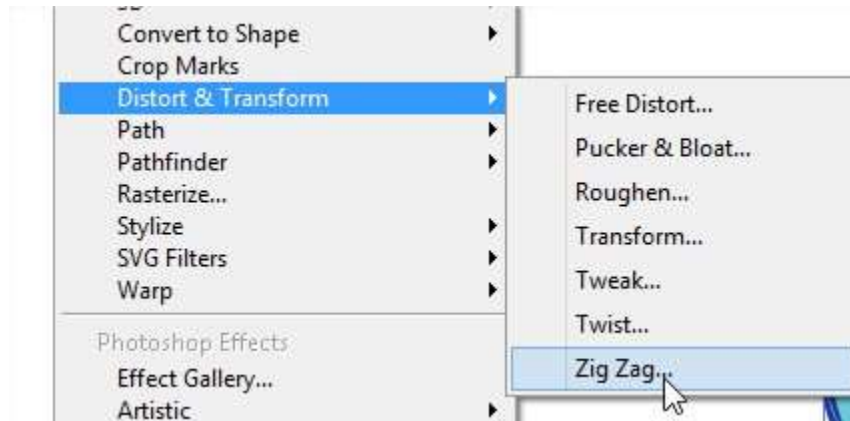 Convert to Shape
Crop Marks
Distort & Transform
Path
Pathfinder
Rasterize...
Stylize
SVG Filters
Warp
Photoshop Effects
Effect Gallery...
Artistic
Free Distort...
Pucker & Bloat...
Roughen...
Transform...
Tweak...
Twist...
Zig Zag...